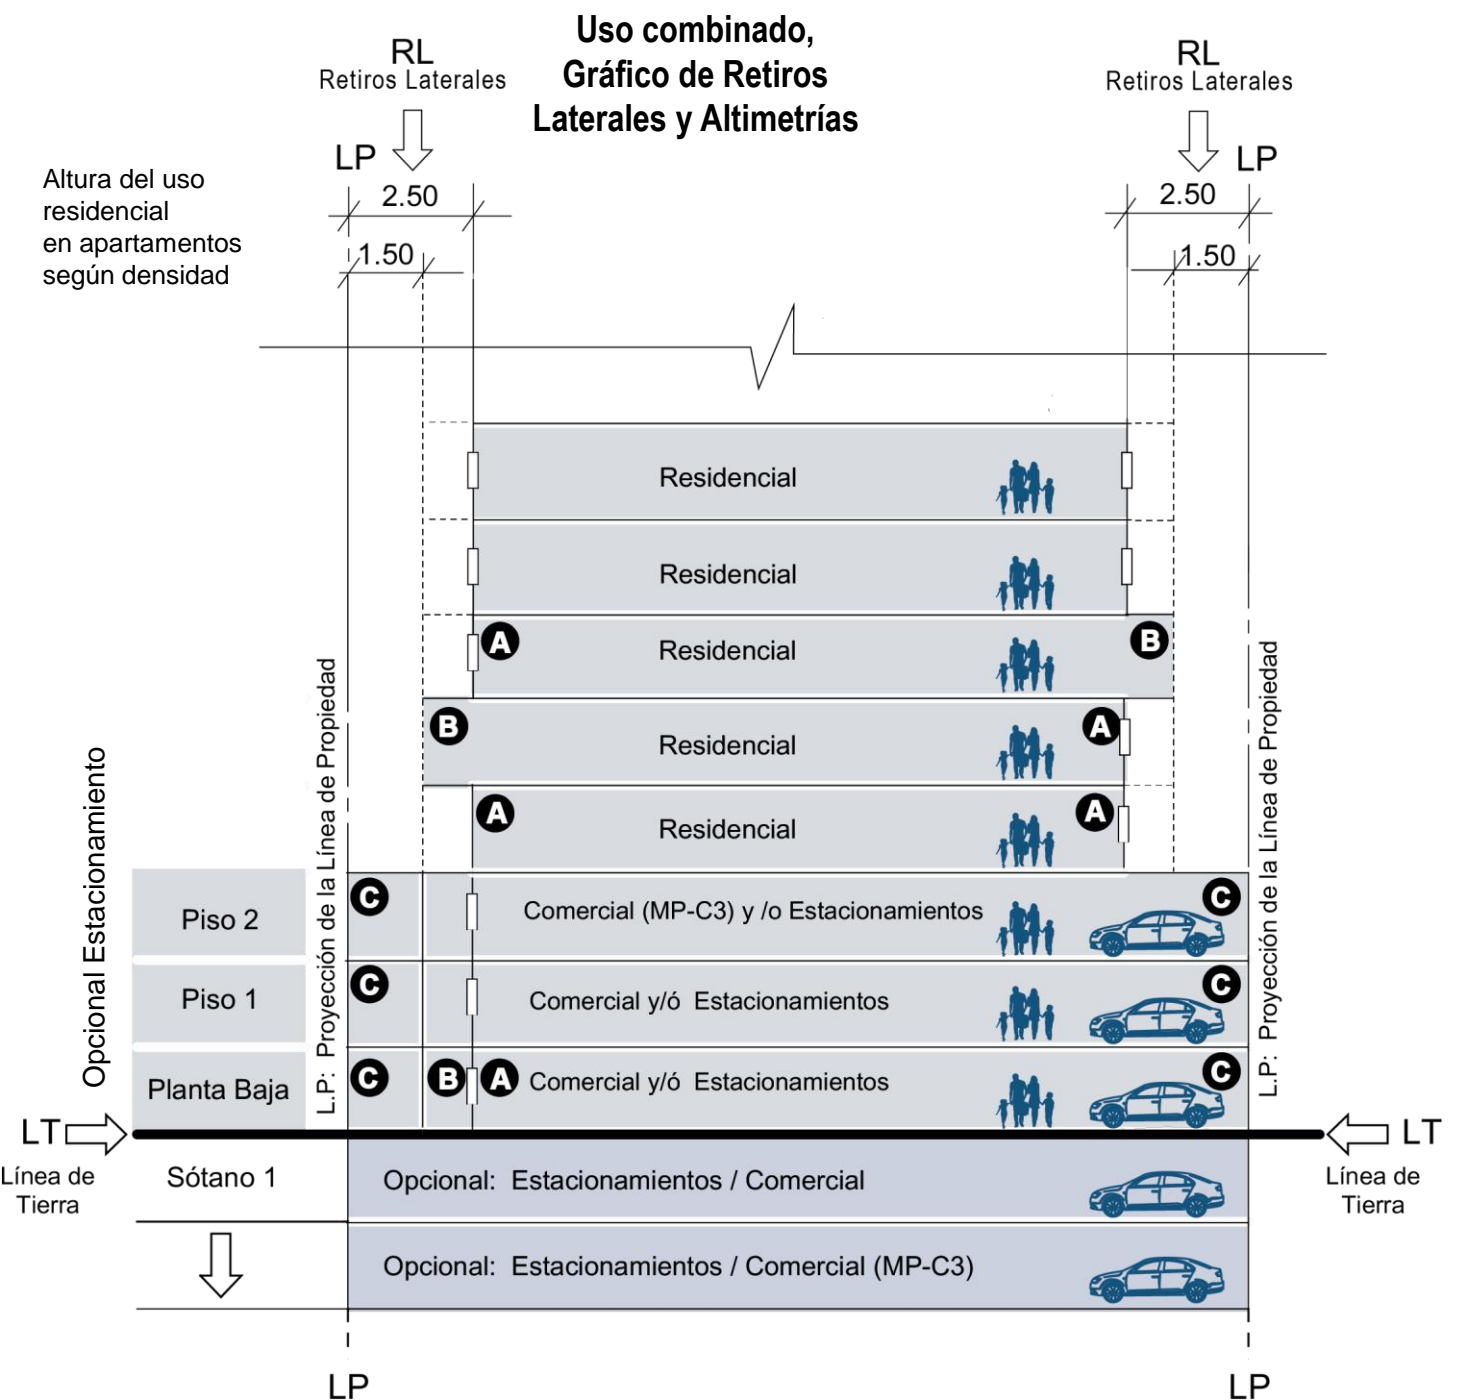 Uso combinado,
Gráfico de Retiros
Laterales y Altimetrías
RL
Retiros Laterales
RL
Retiros Laterales
LP
LP
2.50
2.50
1.50
1.50
Altura del uso
residencial
en apartamentos
según densidad
Residencial
Residencial
A
Residencial
B
B
Residencial
A
A
Residencial
A
Opcional Estacionamiento
L.P: Proyección de la Línea de Propiedad
L.P: Proyección de la Línea de Propiedad
Piso 2
C
Comercial (MP-C3) y /o Estacionamientos
C
Piso 1
C
Comercial y/ó Estacionamientos
C
Planta Baja
C
B
A
Comercial y/ó Estacionamientos
C
LT
Línea de
Tierra
LT
Línea de
Tierra
Sótano 1
Opcional: Estacionamientos / Comercial
Opcional: Estacionamientos / Comercial (MP-C3)
LP
LP